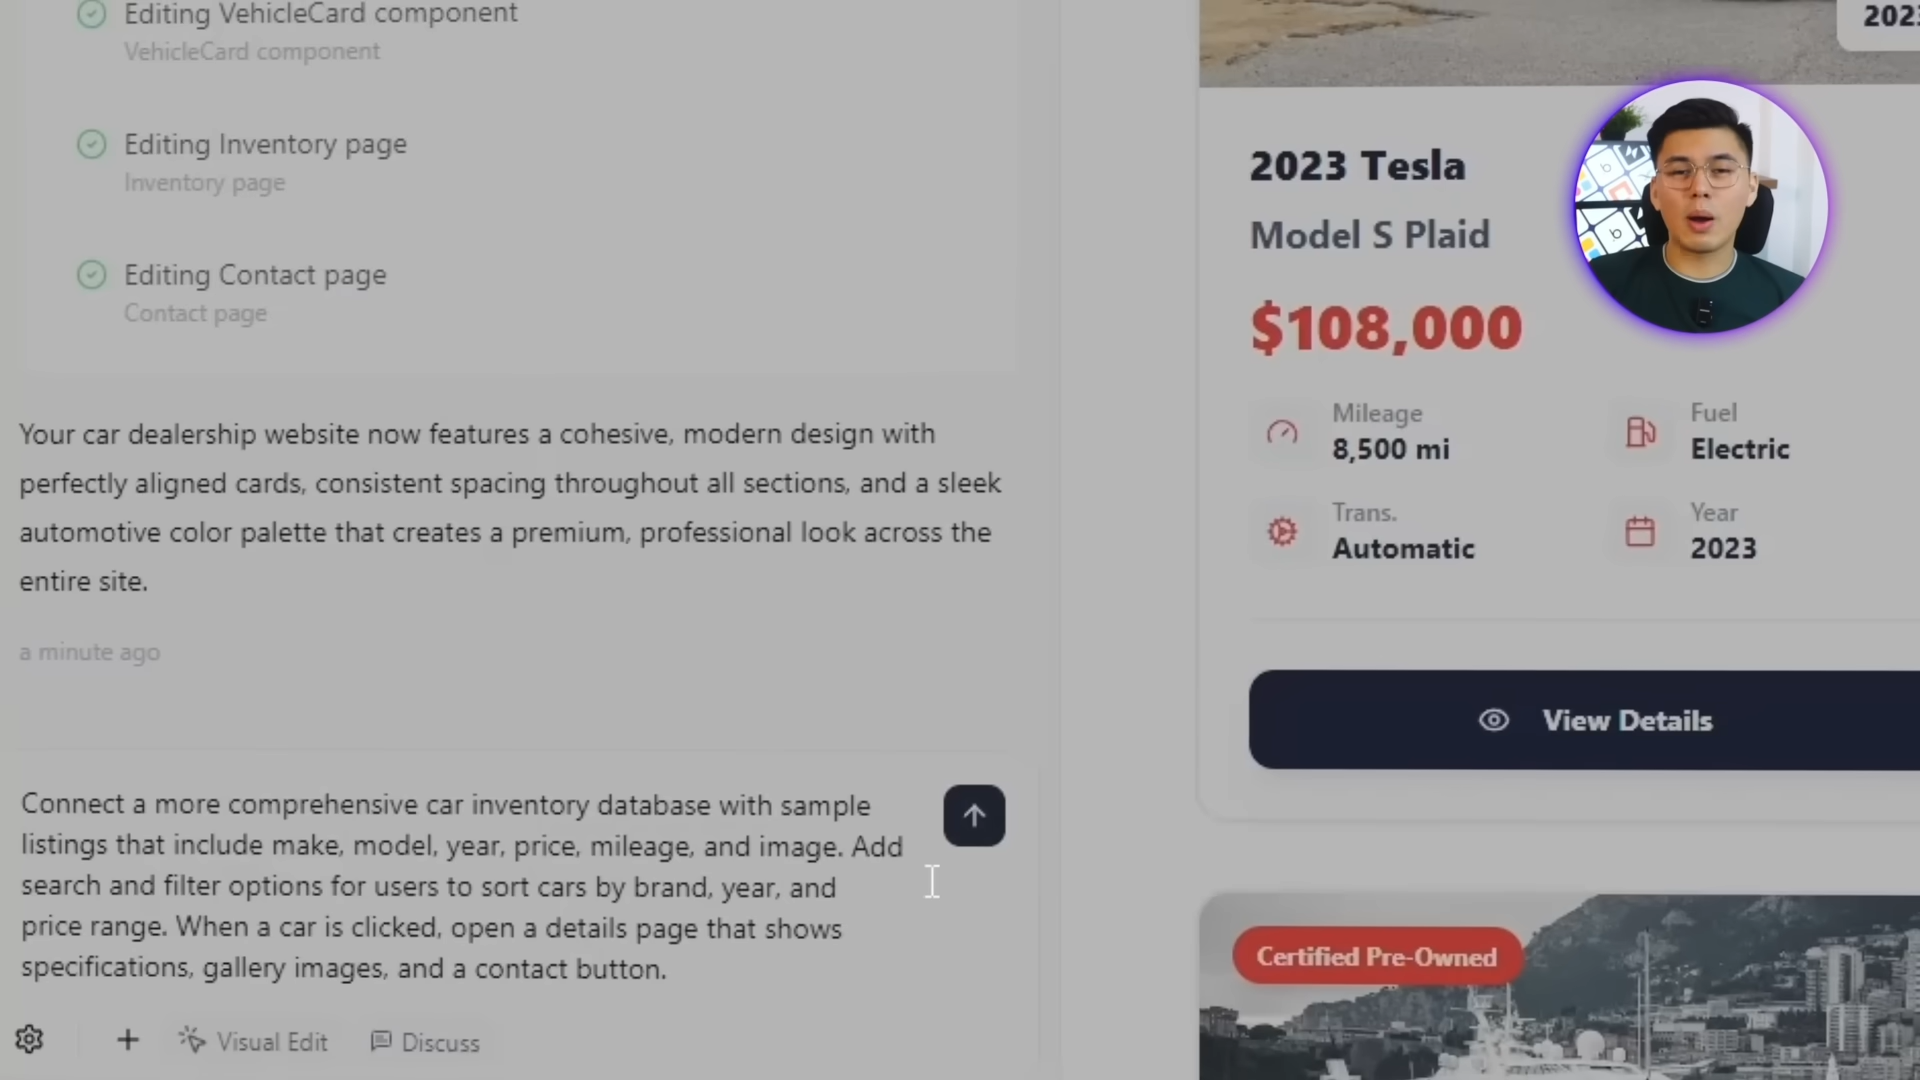 Editing VehicleCard component
VehicleCard component
Editing Inventory page
Inventory page
Editing Contact page
Contact page
Your car dealership website now features a cohesive, modern design with
perfectly aligned cards, consistent spacing throughout all sections, and a sleek
automotive color palette that creates a premium, professional look across the
entire site.
a minute ago
Connect a more comprehensive car inventory database with sample
listings that include make, model, year, price, mileage, and image. Add
search and filter options for users to sort cars by brand, year, and
price range. When a car is clicked, open a details page that shows
specifications, gallery images, and a contact button.
Visual Edit
Discuss
2023 Tesla
Model S Plaid
$108,000
Mileage
8,500 mi
Fuel
Electric
Trans.
Automatic
Year
2023
View Details
Certified Pre-Owned